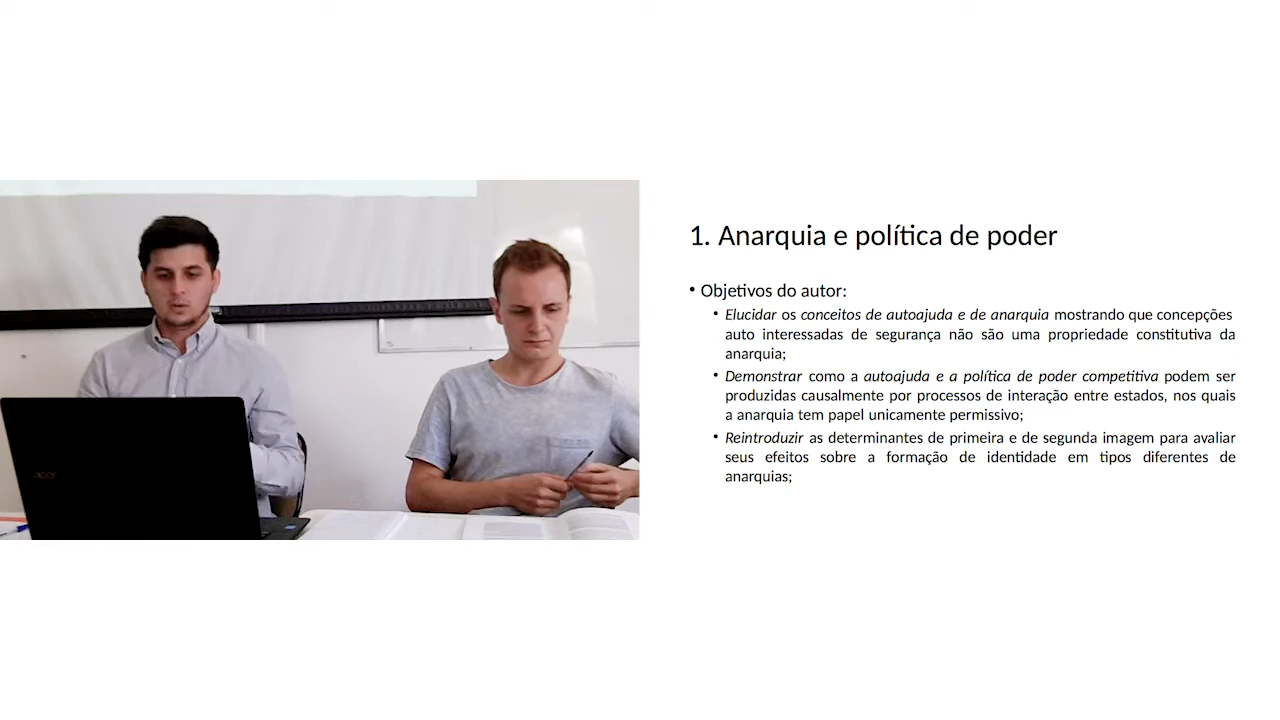 1. Anarquia e política de poder
• Objetivos do autor:
• Elucidar os conceitos de autoajuda e de anarquia mostrando que concepções
auto interessadas de segurança não são uma propriedade constitutiva da
anarquia;
• Demonstrar como a autoajuda e a política de poder competitiva podem ser
produzidas causalmente por processos de interação entre estados, nos quais
a anarquia tem papel unicamente permissivo;
• Reintroduzir as determinantes de primeira e de segunda imagem para avaliar
seus efeitos sobre a formação de identidade em tipos diferentes de
anarquias;
acer